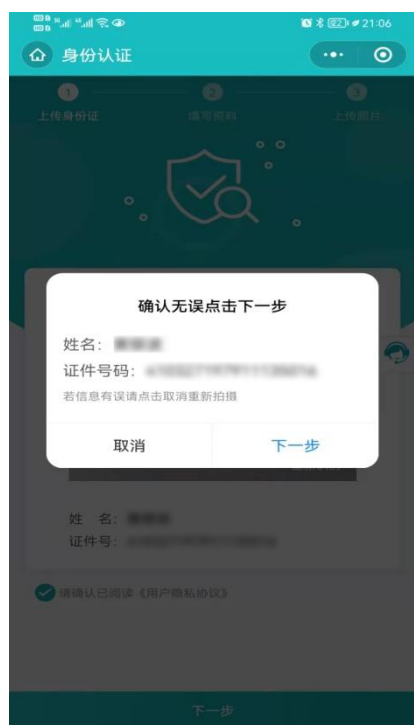 21:06
身份认证
1 2 3
上传身份证 填写资料 上传照片
确认无误点击下一步
姓名:
证件号码:
若信息有误请点击取消重新拍摄
取消 下一步
姓 名:
证件号:
请确认已阅读《用户隐私协议》
下一步